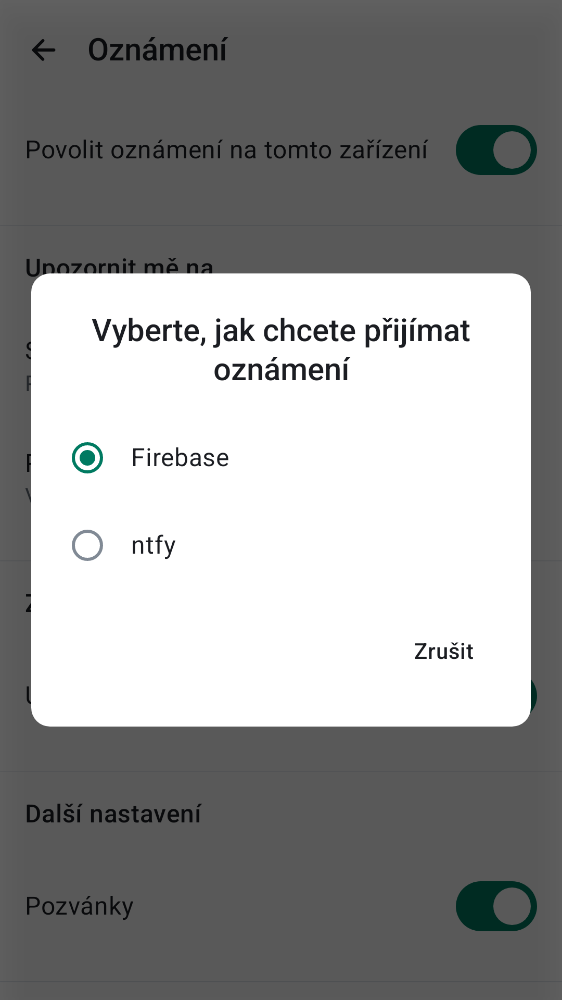 Oznámení
Povolit oznámení na tomto zařízení
Upozornit mě na
Vyberte, jak chcete přijímat
oznámení
Firebase
ntfy
Zrušit
Další nastavení
Pozvánky